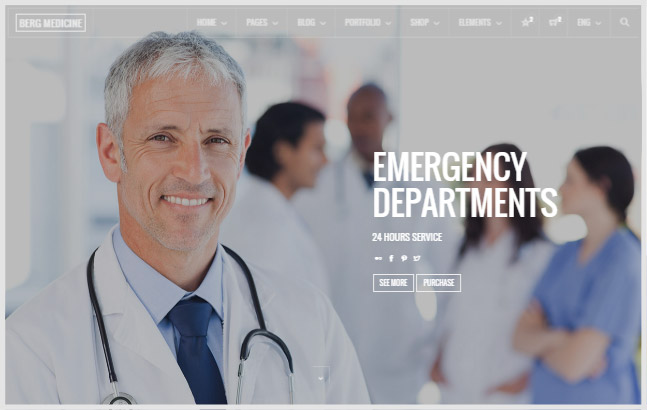 BERG MEDICINE
HOME PAGES BLOG PORTFOLIO SHOP ELEMENTS ENG
EMERGENCY
DEPARTMENTS
24 HOURS SERVICE
SEE MORE PURCHASE